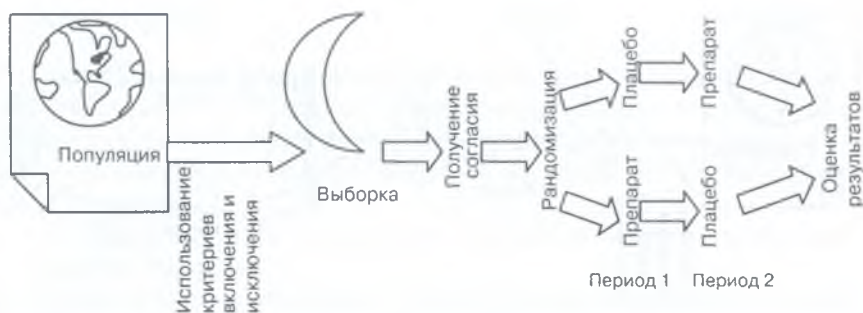 Популяция
Использование
критериев
включения и
исключения
Выборка
Получение
согласия
Рандомизация
Плацебо
Препарат
Препарат
Плацебо
Период 1
Период 2
Оценка
результатов